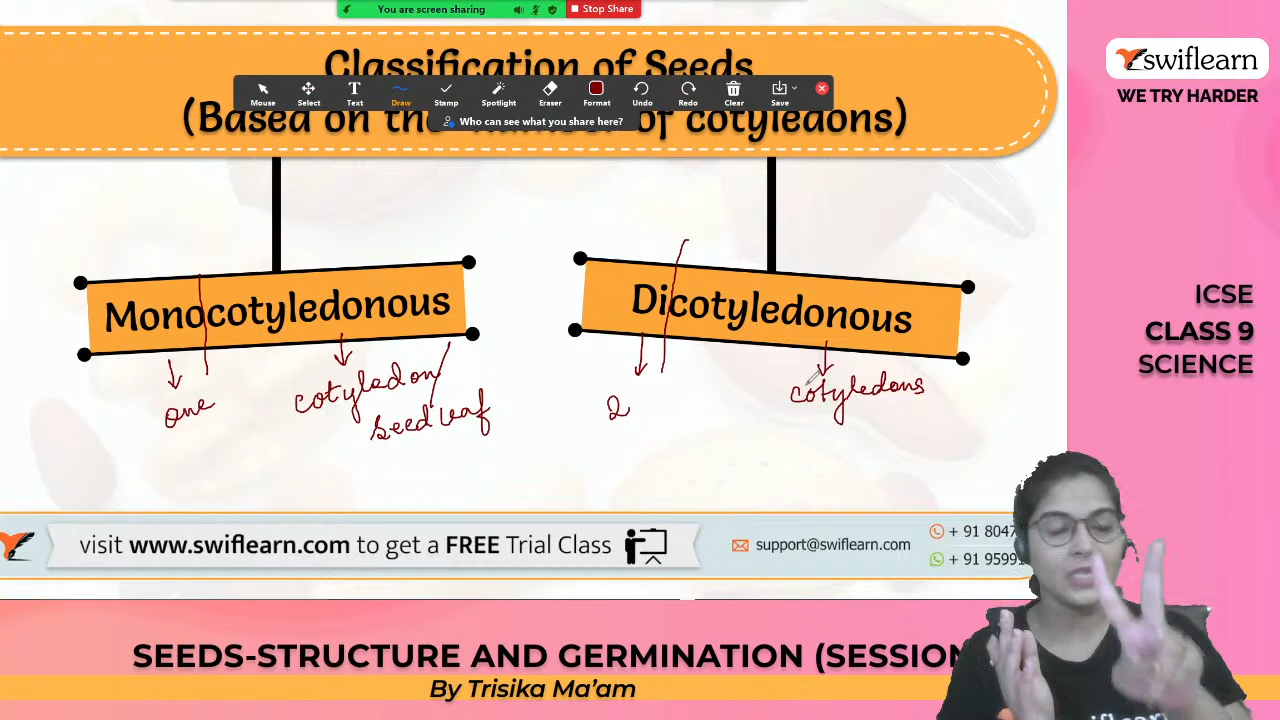 You are screen sharing
Stop Share
swiflearn
WE TRY HARDER
Classification of Seeds
Mouse Select Text Draw Stamp Spotlight Eraser Format Undo Redo Clear Save
(Based on the number of cotyledons)
Who can see what you share here?
Monocotyledonous
Dicotyledonous
ICSE
CLASS 9
SCIENCE
one
cotyledon/
seed leaf
2
cotyledons
visit www.swiflearn.com to get a FREE Trial Class
support@swiflearn.com
+ 91 8047
+ 91 9599
SEEDS-STRUCTURE AND GERMINATION (SESSION
By Trisika Ma'am